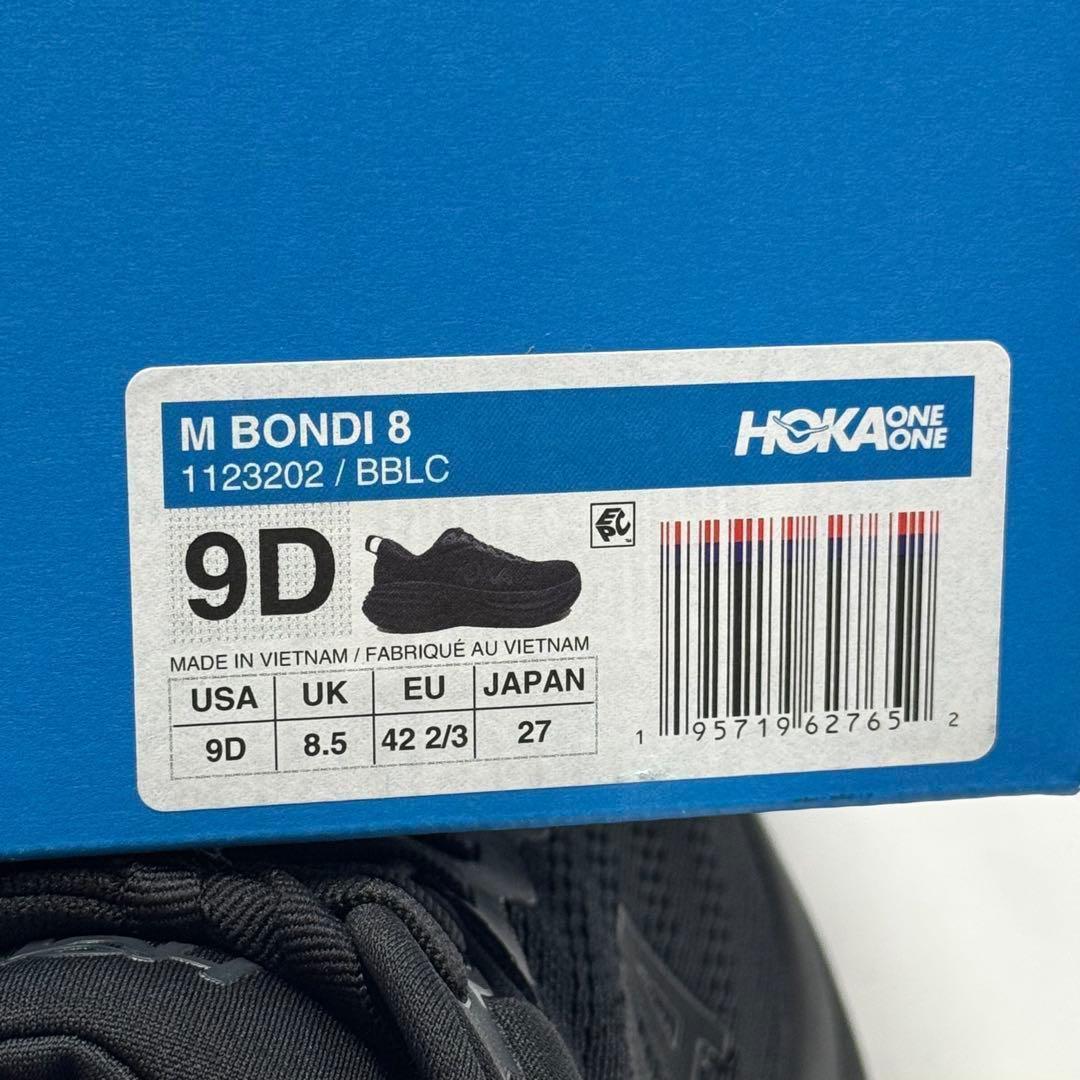 M BONDI 8
1123202 / BBLC
HOKA ONE ONE
9D
EPC
MADE IN VIETNAM / FABRIQUÉ AU VIETNAM
USA UK EU JAPAN
9D 8.5 42 2/3 27
1 95719 62765 2